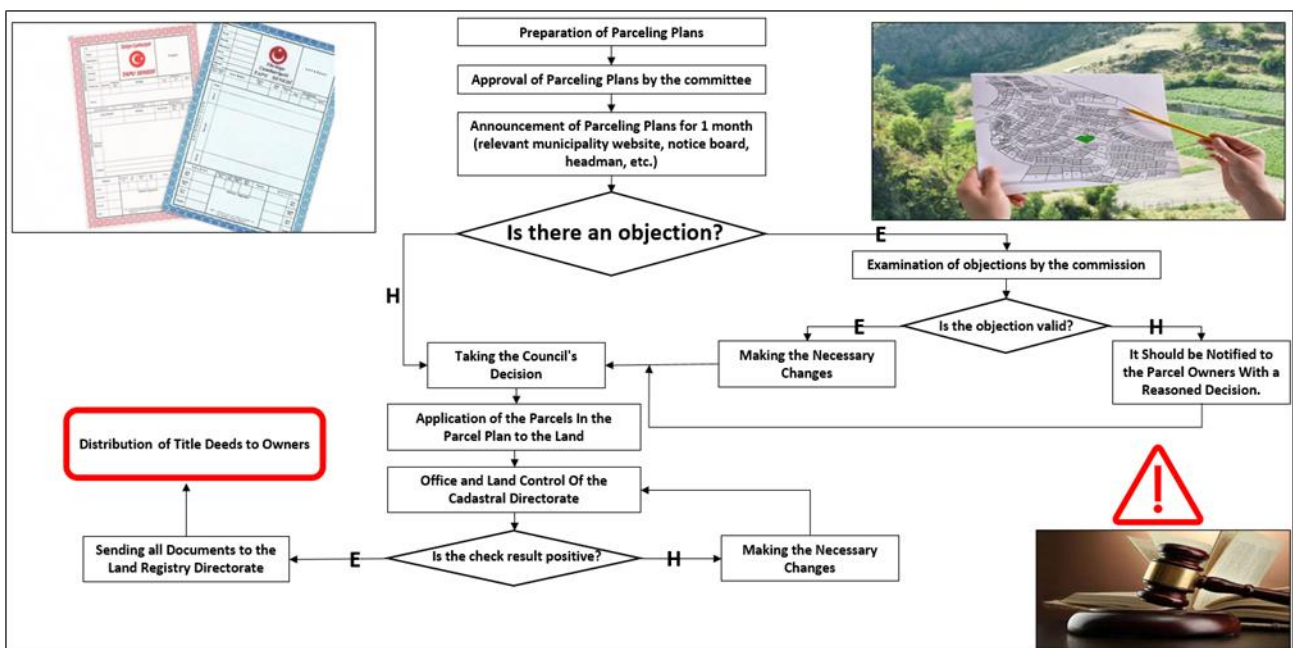 Preparation of Parceling Plans
Approval of Parceling Plans by the committee
Announcement of Parceling Plans for 1 month
(relevant municipality website, notice board,
headman, etc.)
Is there an objection?
E
Examination of objections by the commission
H
Is the objection valid?
E
H
Taking the Council's
Decision
Making the Necessary
Changes
It Should be Notified to
the Parcel Owners With a
Reasoned Decision.
Application of the Parcels In the
Parcel Plan to the Land
Distribution of Title Deeds to Owners
Office and Land Control Of the
Cadastral Directorate
Sending all Documents to the
Land Registry Directorate
E
Is the check result positive?
H
Making the Necessary
Changes